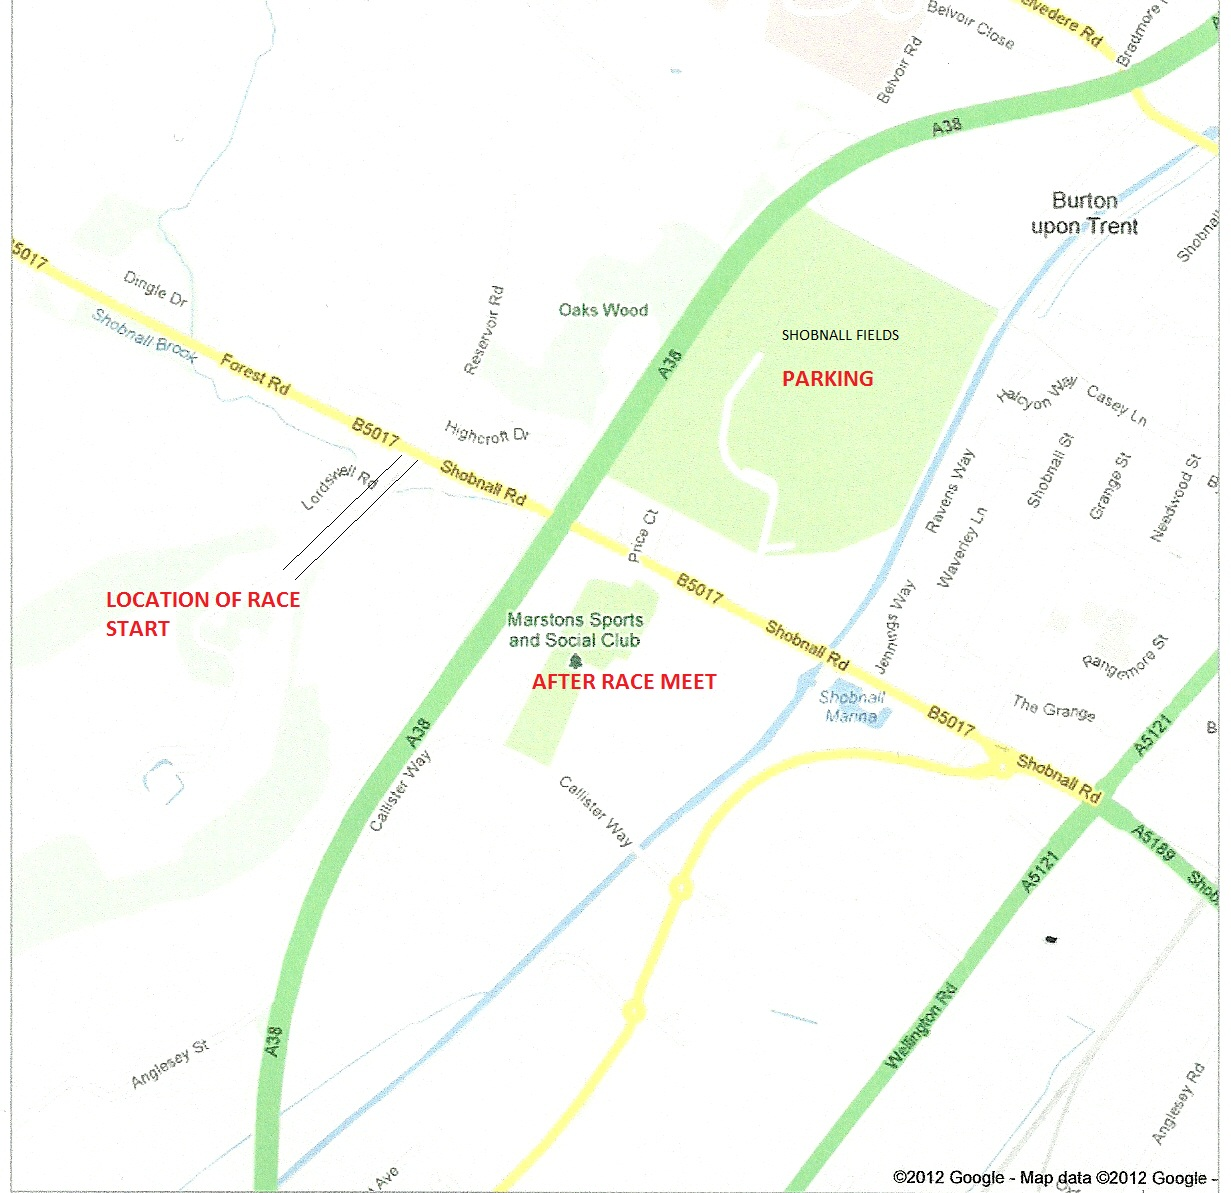 Belvoir Close
elvedere Rd
Bradmore
A
Belvoir Rd
A38
Burton
upon Trent
Shobnall
B5017
Dingle Dr
Shobnall Brook
Forest Rd
Reservoir Rd
Oaks Wood
A38
SHOBNALL FIELDS
PARKING
Halcyon Way
Casey Ln
B5017
Highcroft Dr
Lordswell Rd
Shobnall Rd
Ravens Way
Shobnall St
Grange St
Needwood St
Price Ct
Waverley Ln
LOCATION OF RACE
START
B5017
Marstons Sports
and Social Club
AFTER RACE MEET
Shobnall Rd
Jennings Way
Rangemore St
Shobnall
Marina
The Grange
B5017
A5121
B
A38
Callister Way
Callister Way
Shobnall Rd
A5189
Shob
A5121
Wellington Rd
A38
Anglesey St
Anglesey Rd
t Ave
©2012 Google - Map data ©2012 Google -